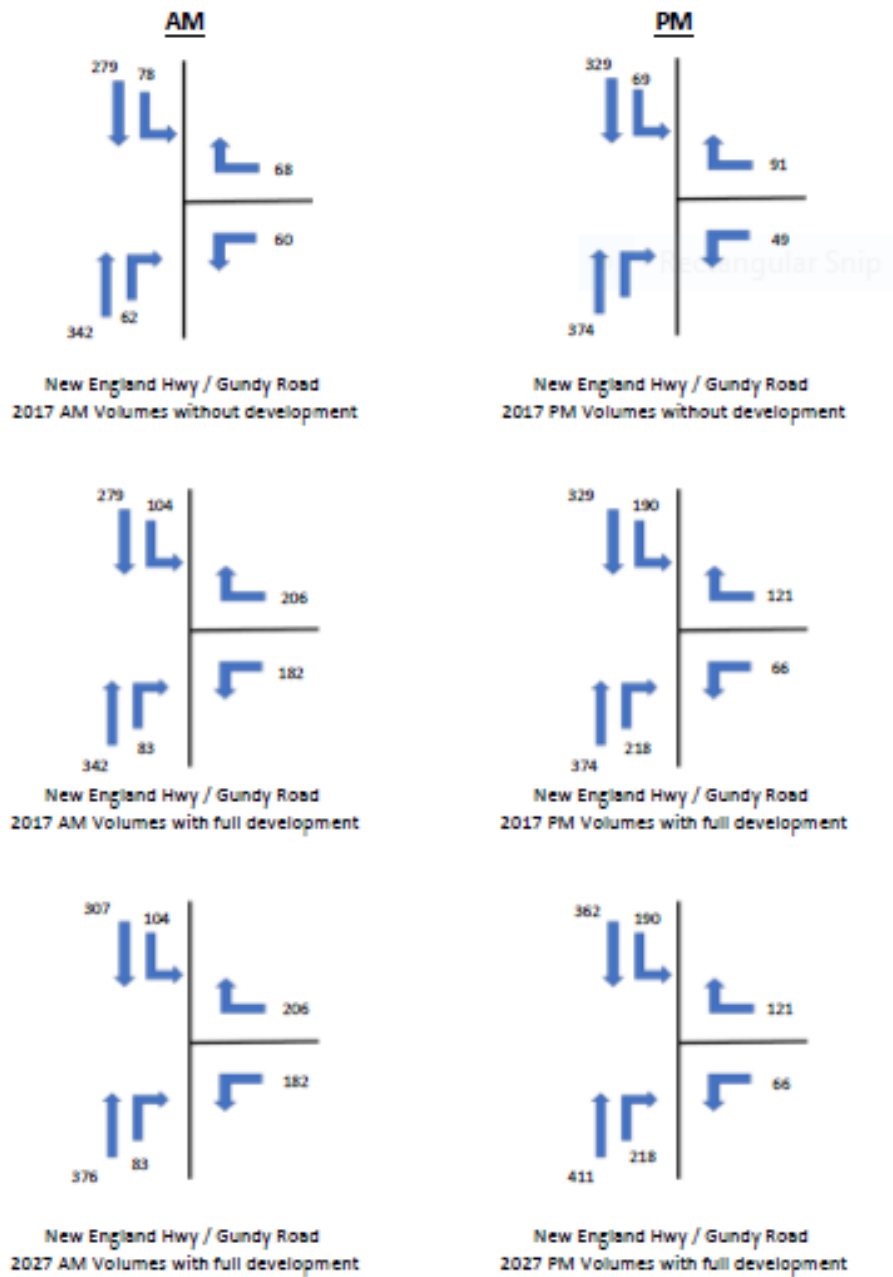 AM
PM
279 78
68
60
342 62
New England Hwy / Gundy Road
2017 AM Volumes without development
329 69
91
49
Rectangular Snip
374
New England Hwy / Gundy Road
2017 PM Volumes without development
279 104
206
182
342 83
New England Hwy / Gundy Road
2017 AM Volumes with full development
329 190
121
66
374 218
New England Hwy / Gundy Road
2017 PM Volumes with full development
307 104
206
182
376 83
New England Hwy / Gundy Road
2027 AM Volumes with full development
362 190
121
66
411 218
New England Hwy / Gundy Road
2027 PM Volumes with full development